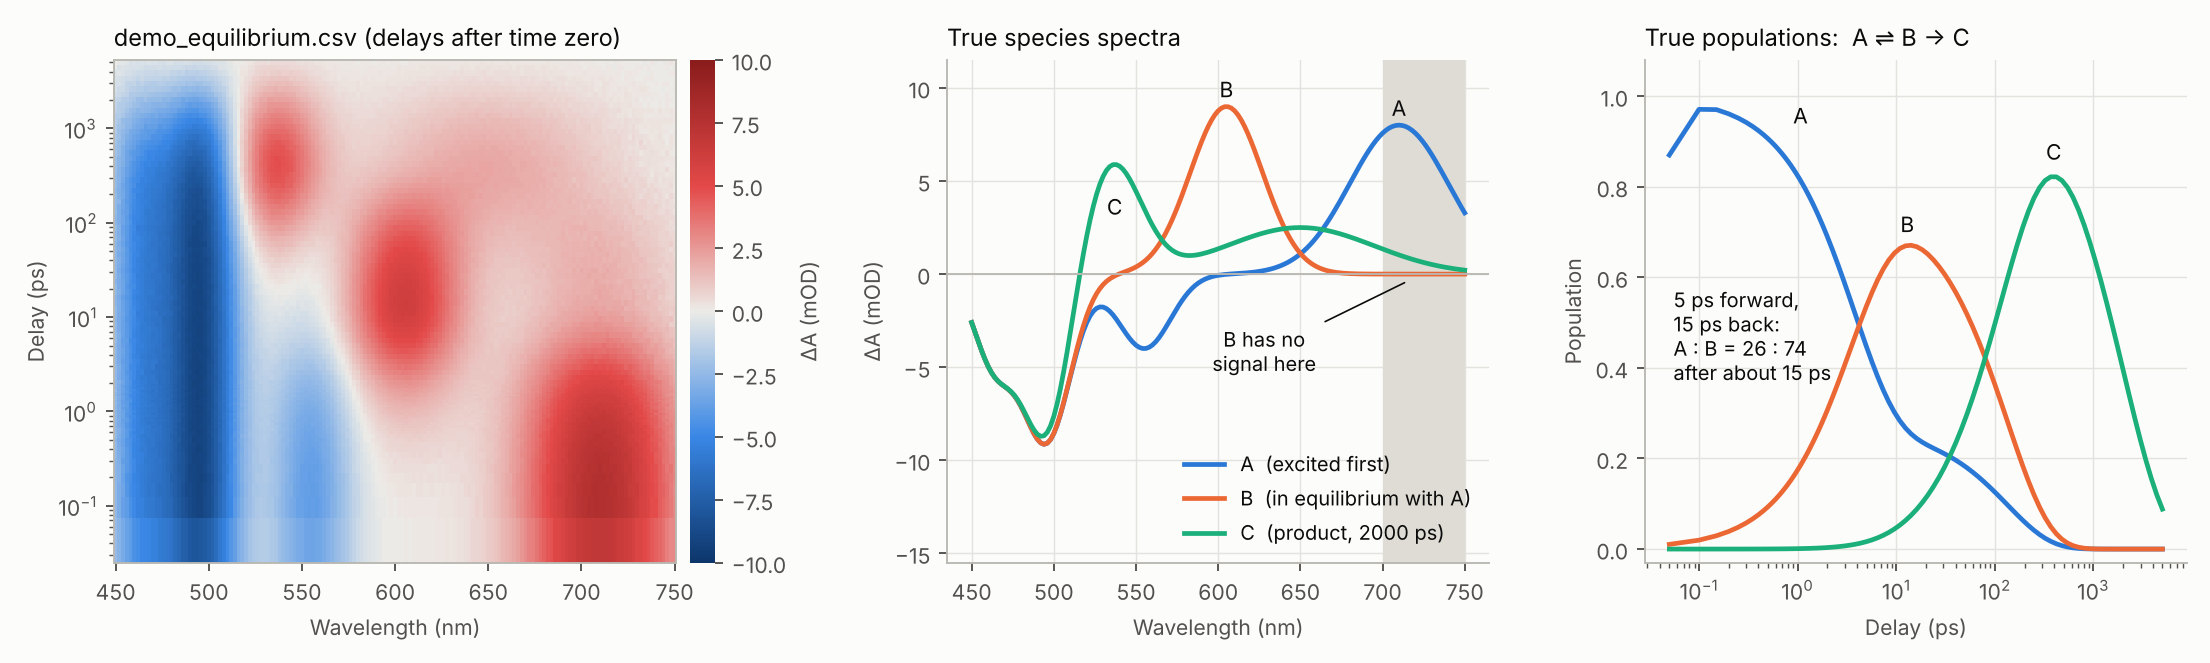 demo_equilibrium.csv (delays after time zero)
Delay (ps)
10³
10²
10¹
10⁰
10⁻¹
450 500 550 600 650 700 750
Wavelength (nm)
10.0
7.5
5.0
2.5
0.0
−2.5
−5.0
−7.5
−10.0
ΔA (mOD)
True species spectra
ΔA (mOD)
10
5
0
−5
−10
−15
B
A
C
B has no
signal here
A (excited first)
B (in equilibrium with A)
C (product, 2000 ps)
450 500 550 600 650 700 750
Wavelength (nm)
True populations: A ⇌ B → C
Population
1.0
0.8
0.6
0.4
0.2
0.0
A
C
B
5 ps forward,
15 ps back:
A : B = 26 : 74
after about 15 ps
10⁻¹ 10⁰ 10¹ 10² 10³
Delay (ps)